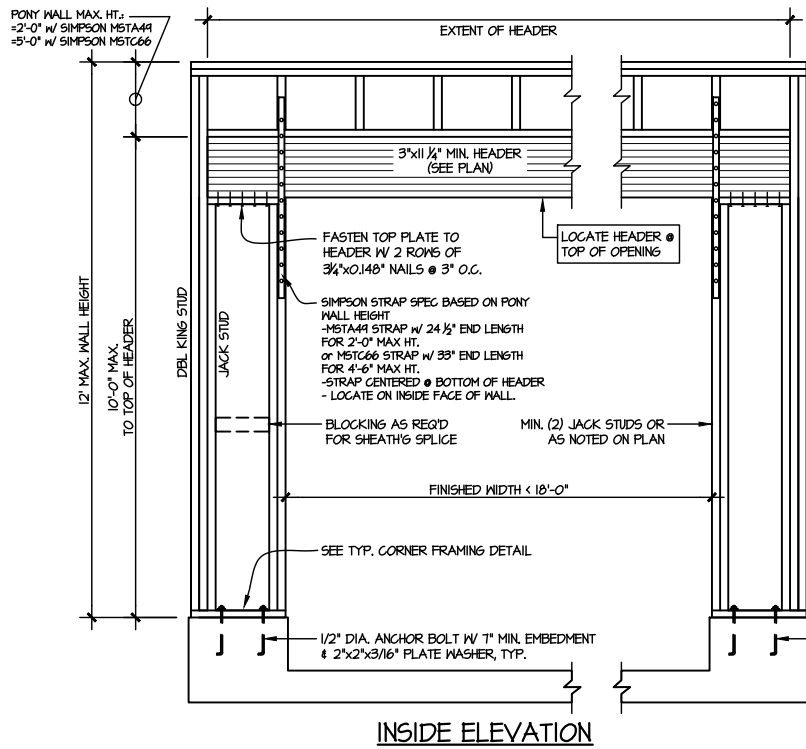 PONY WALL MAX. HT.:
=2'-0" W/ SIMPSON MSTA49
=5'-0" W/ SIMPSON MSTC66
EXTENT OF HEADER
3"x11 1/4" MIN. HEADER
(SEE PLAN)
FASTEN TOP PLATE TO
HEADER W/ 2 ROWS OF
3 1/4"x0.148" NAILS @ 3" O.C.
LOCATE HEADER @
TOP OF OPENING
SIMPSON STRAP SPEC BASED ON PONY
WALL HEIGHT
-MSTA49 STRAP W/ 24 1/2" END LENGTH
FOR 2'-0" MAX HT.
or MSTC66 STRAP W/ 33" END LENGTH
FOR 4'-6" MAX HT.
-STRAP CENTERED @ BOTTOM OF HEADER
- LOCATE ON INSIDE FACE OF WALL.
12' MAX. WALL HEIGHT
10'-0" MAX.
TO TOP OF HEADER
DBL KING STUD
JACK STUD
BLOCKING AS REQ'D
FOR SHEATH'G SPLICE
MIN. (2) JACK STUDS OR
AS NOTED ON PLAN
FINISHED WIDTH < 18'-0"
SEE TYP. CORNER FRAMING DETAIL
1/2" DIA. ANCHOR BOLT W/ 7" MIN. EMBEDMENT
& 2"x2"x3/16" PLATE WASHER, TYP.
INSIDE ELEVATION